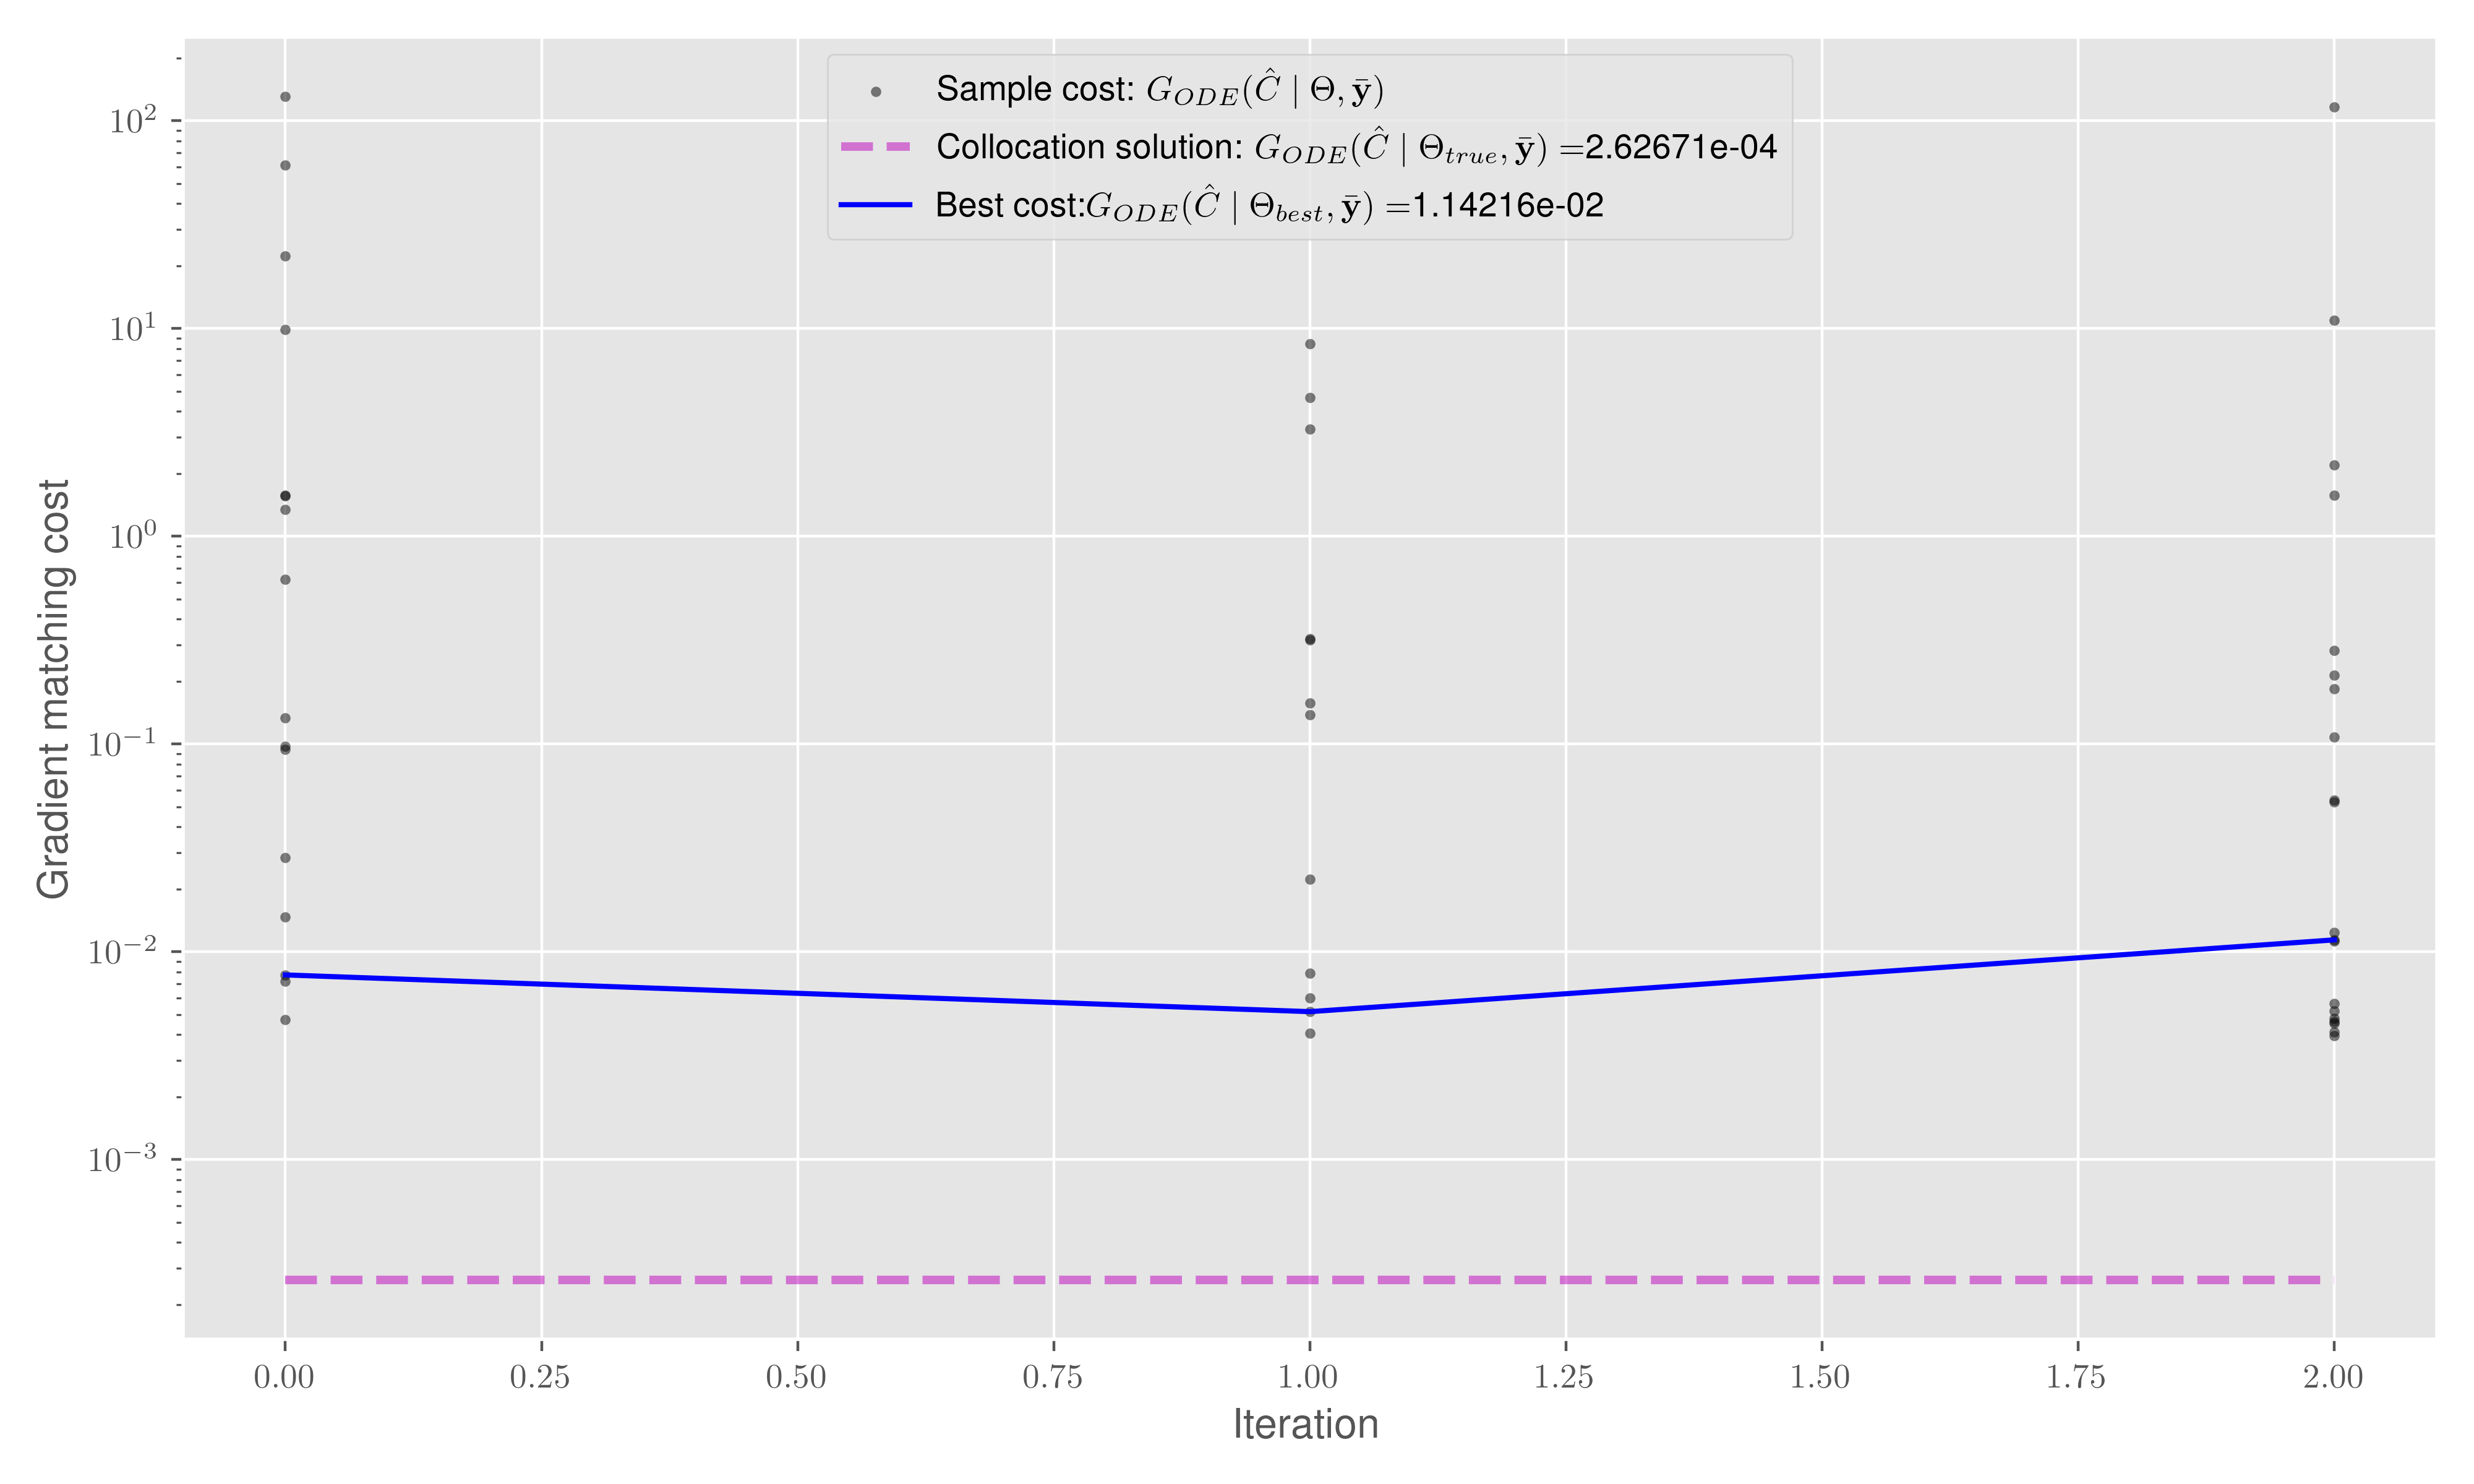 Sample cost: G_{ODE}(Ĉ | Θ, ȳ)
Collocation solution: G_{ODE}(Ĉ | Θ_{true}, ȳ) =2.62671e-04
Best cost:G_{ODE}(Ĉ | Θ_{best}, ȳ) =1.14216e-02
Gradient matching cost
10^2
10^1
10^0
10^{−1}
10^{−2}
10^{−3}
0.00 0.25 0.50 0.75 1.00 1.25 1.50 1.75 2.00
Iteration